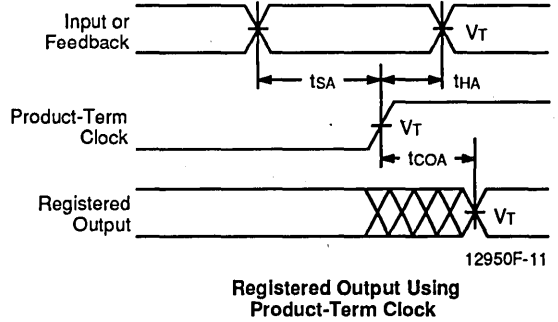 Input or
Feedback
VT
tSA
tHA
Product-Term
Clock
VT
tCOA
Registered
Output
VT
12950F-11
Registered Output Using
Product-Term Clock